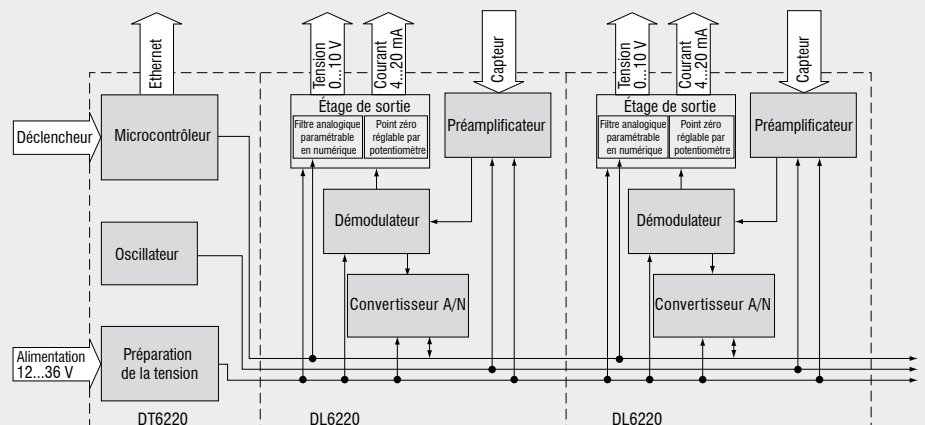 Ethernet
Tension
0...10 V
Courant
4...20 mA
Capteur
Tension
0...10 V
Courant
4...20 mA
Capteur
Déclencheur
Microcontrôleur
Étage de sortie
Filtre analogique
paramétrable
en numérique
Point zéro
réglable par
potentiomètre
Préamplificateur
Étage de sortie
Filtre analogique
paramétrable
en numérique
Point zéro
réglable par
potentiomètre
Préamplificateur
Oscillateur
Démodulateur
Démodulateur
Convertisseur A/N
Convertisseur A/N
Alimentation
12...36 V
Préparation
de la tension
DT6220
DL6220
DL6220